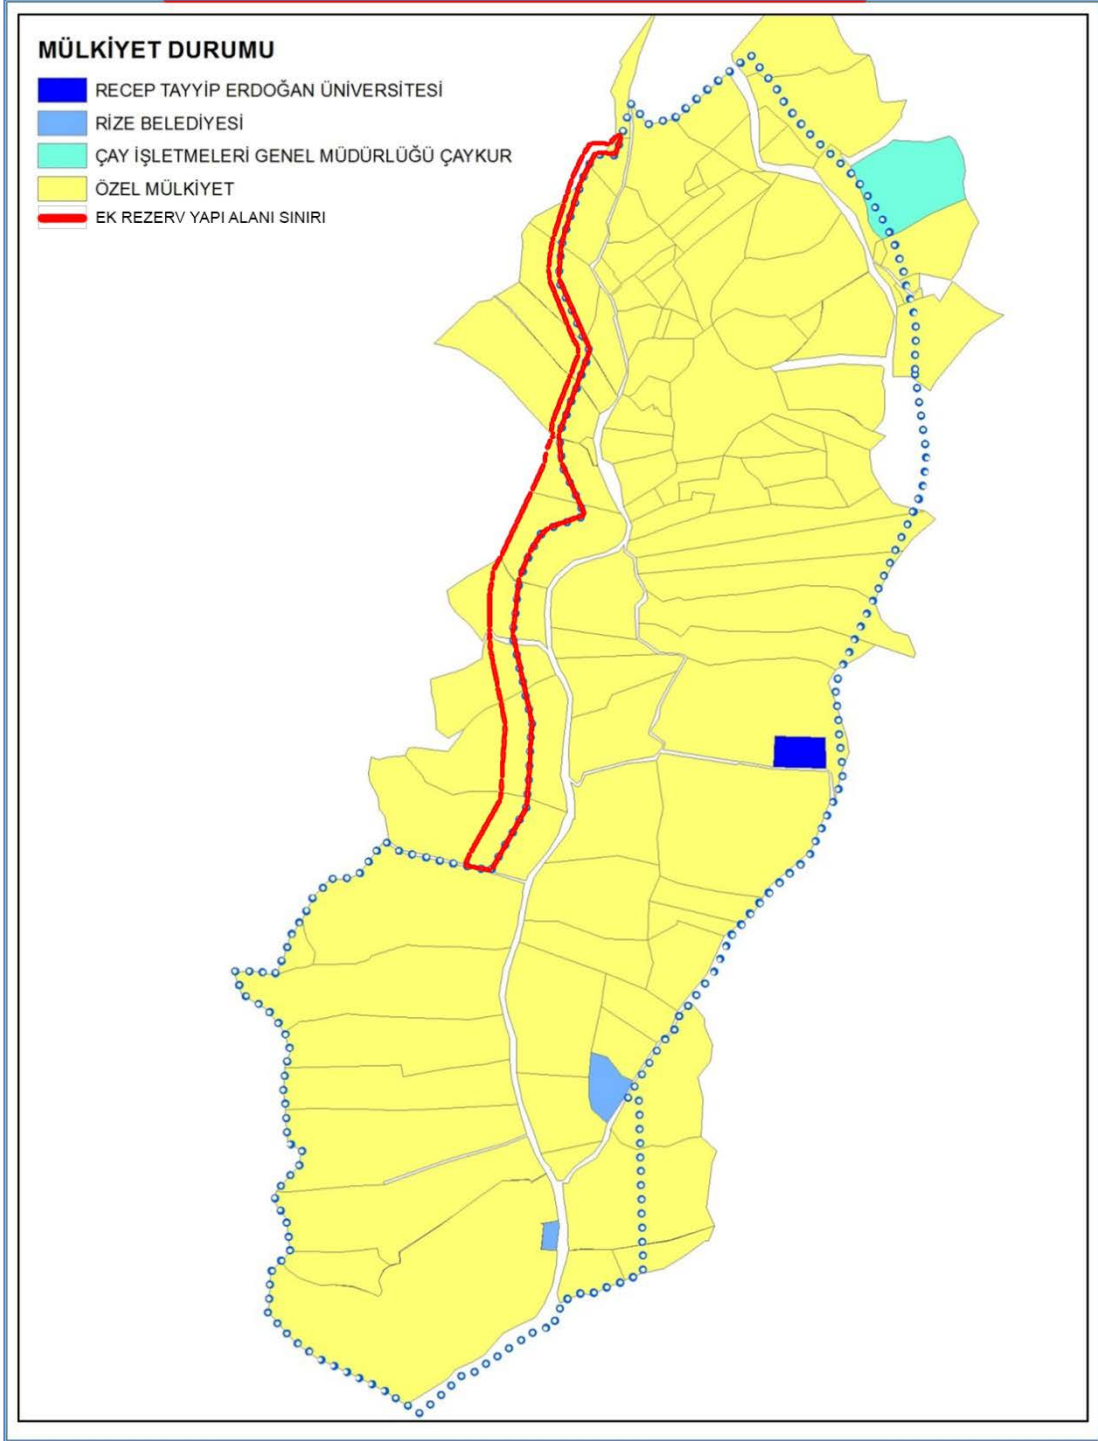 MÜLKİYET DURUMU
RECEP TAYYİP ERDOĞAN ÜNİVERSİTESİ
RİZE BELEDİYESİ
ÇAY İŞLETMELERİ GENEL MÜDÜRLÜĞÜ ÇAYKUR
ÖZEL MÜLKİYET
EK REZERV YAPI ALANI SINIRI